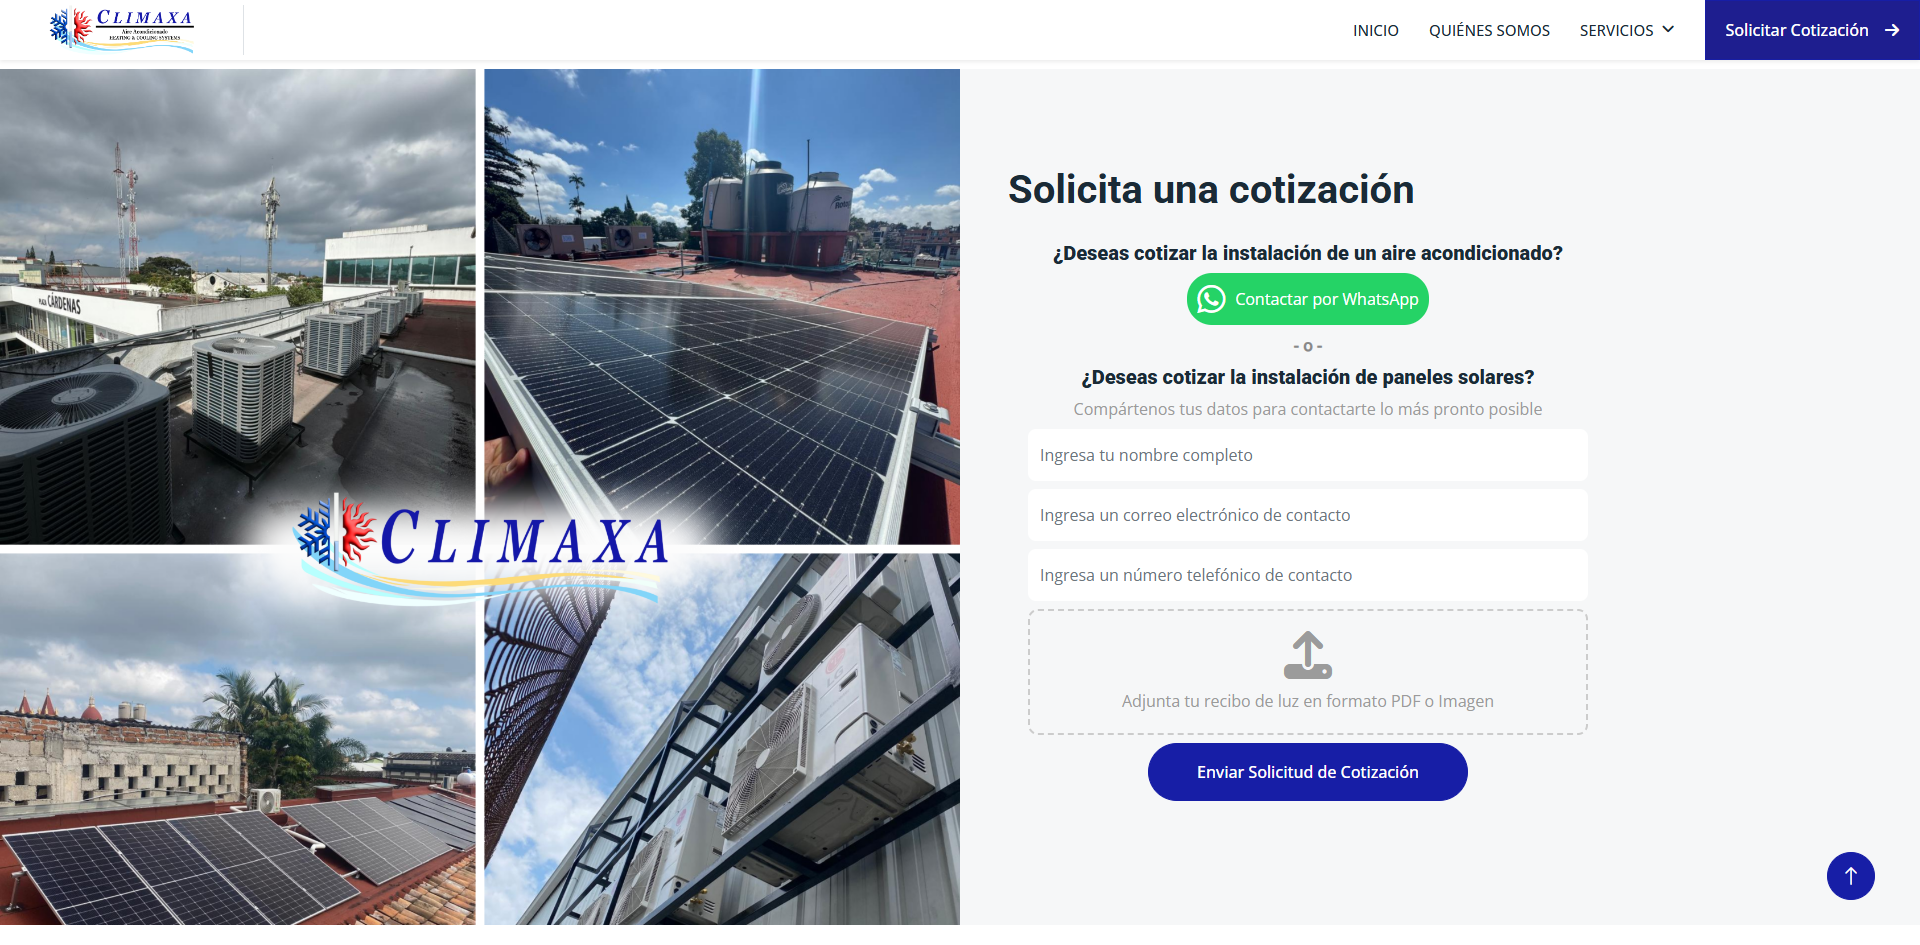 CLIMAXA
Aire Acondicionado
HEATING & COOLING SYSTEMS
INICIO
QUIÉNES SOMOS
SERVICIOS
Solicitar Cotización
PLAZA CÁRDENAS
CLIMAXA
LG
Solicita una cotización
¿Deseas cotizar la instalación de un aire acondicionado?
Contactar por WhatsApp
- o -
¿Deseas cotizar la instalación de paneles solares?
Compártenos tus datos para contactarte lo más pronto posible
Ingresa tu nombre completo
Ingresa un correo electrónico de contacto
Ingresa un número telefónico de contacto
Adjunta tu recibo de luz en formato PDF o Imagen
Enviar Solicitud de Cotización